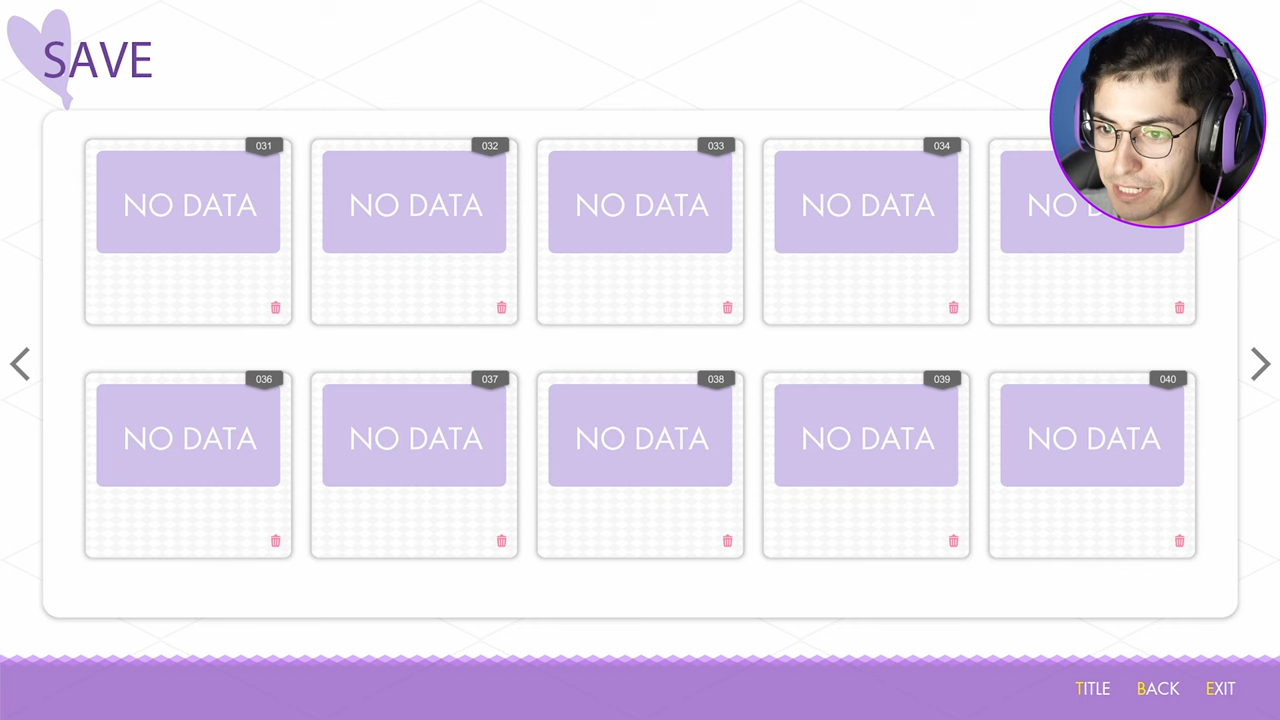 SAVE
031
032
033
034
NO DATA
NO DATA
NO DATA
NO DATA
NO
036
037
038
039
040
NO DATA
NO DATA
NO DATA
NO DATA
NO DATA
TITLE
BACK
EXIT